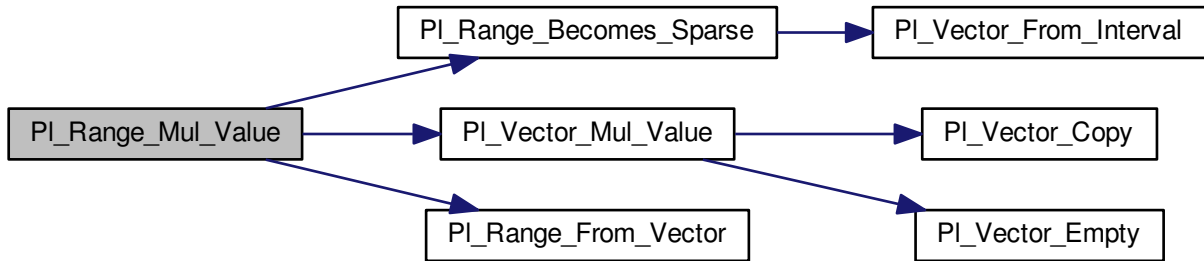 Pl_Range_Becomes_Sparse
Pl_Vector_From_Interval
Pl_Range_Mul_Value
Pl_Vector_Mul_Value
Pl_Vector_Copy
Pl_Range_From_Vector
Pl_Vector_Empty